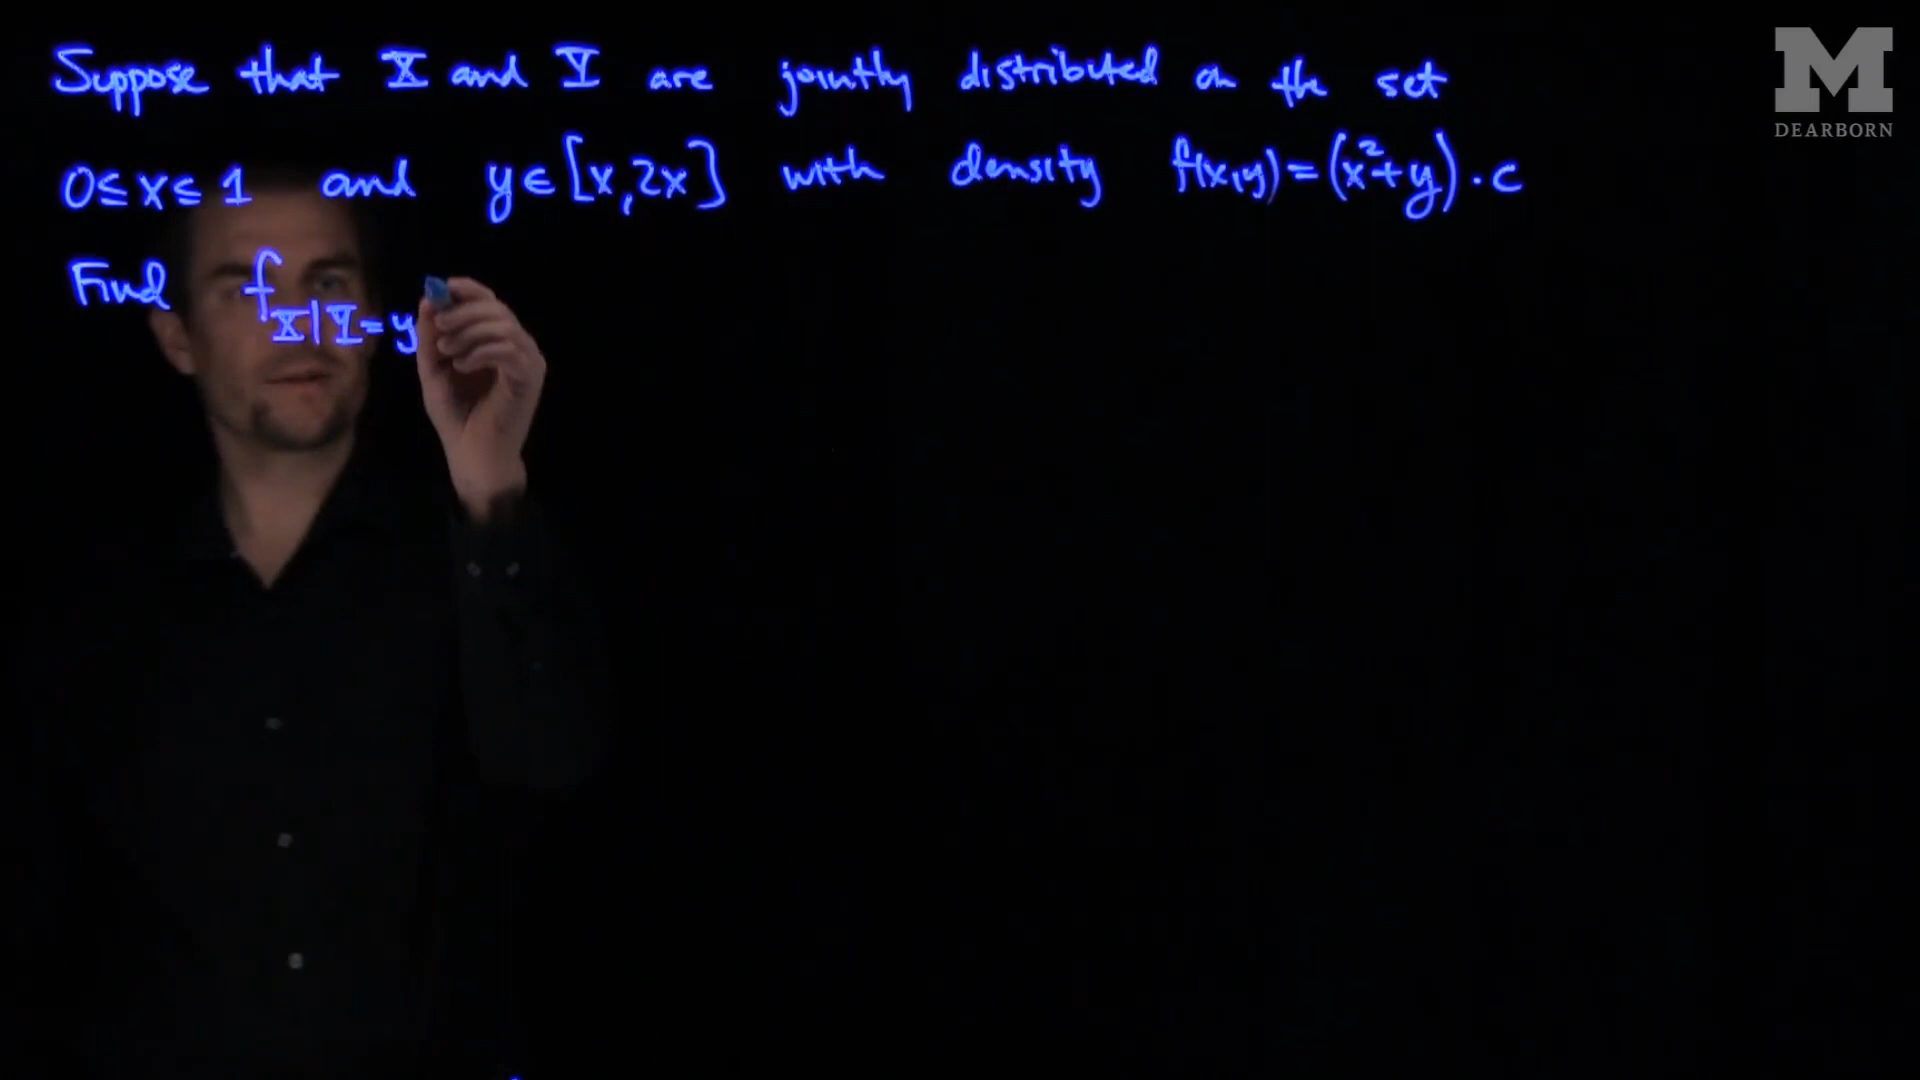 Suppose that X and Y are jointly distributed on the set
0≤x≤1 and y∈[x,2x] with density f(x,y)=(x²+y)·c
Find f_{X|Y=y}
M
DEARBORN